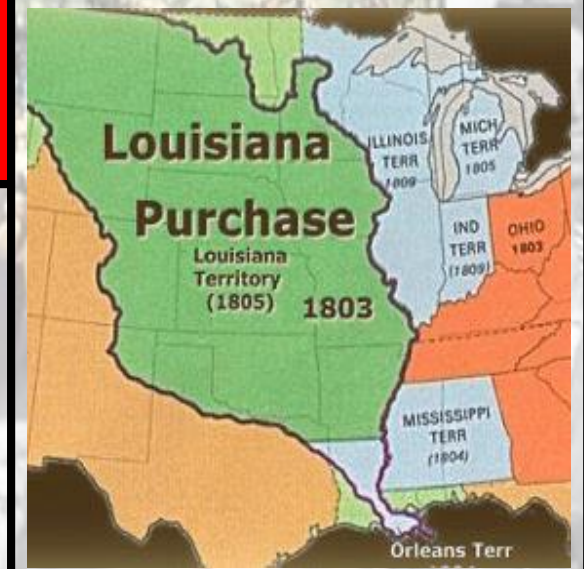 Louisiana
Purchase
Louisiana
Territory
(1805)
1803
ILLINOIS
TERR
1809
MICH
TERR
1805
IND
TERR
(1809)
OHIO
1803
MISSISSIPPI
TERR
(1804)
Orleans Terr